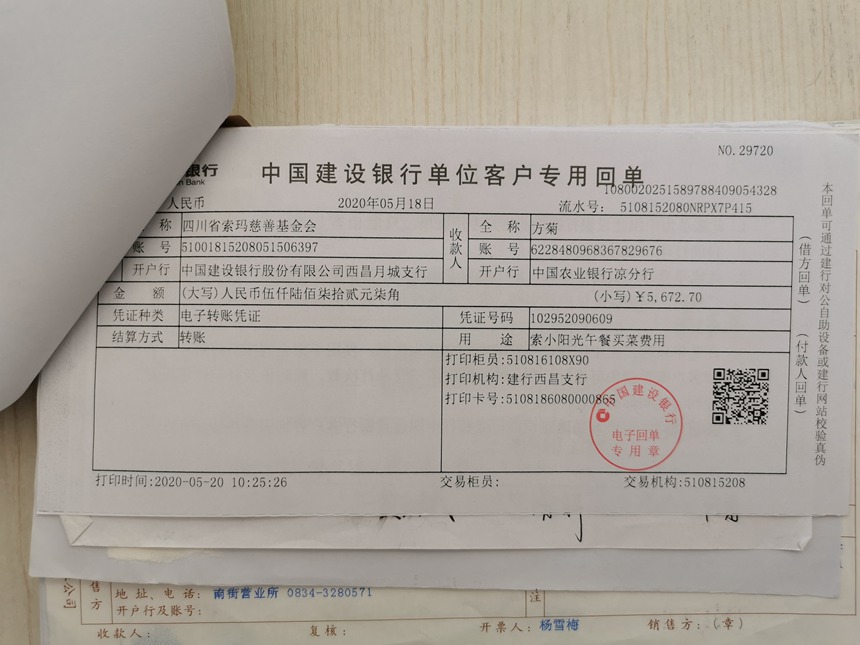 NO.29720
银行
n Bank
中国建设银行单位客户专用回单
1080020251589788409054328
人民币
2020年05月18日
流水号: 5108152080NRPX7P415
称 四川省索玛慈善基金会
账 号 51001815208051506397
开户行 中国建设银行股份有限公司西昌月城支行
收款人
全 称 方菊
账 号 6228480968367829676
开户行 中国农业银行凉分行
金 额 (大写)人民币伍仟陆佰柒拾贰元柒角 (小写)¥5,672.70
凭证种类 电子转账凭证 凭证号码 102952090609
结算方式 转账 用 途 索小阳光午餐买菜费用
打印柜员:510816108X90
打印机构:建行西昌支行
打印卡号:5108186080000865
中国建设银行
电子回单
专用章
打印时间:2020-05-20 10:25:26 交易柜员: 交易机构:510815208
(借方回单)
(付款人回单)
本回单可通过建行对公自助设备或建行网站校验真伪
公司
售方
地址、电话: 南街营业所 0834-3280571
开户行及账号:
注
收款人: 复核: 开票人: 杨雪梅 销售方:(章)